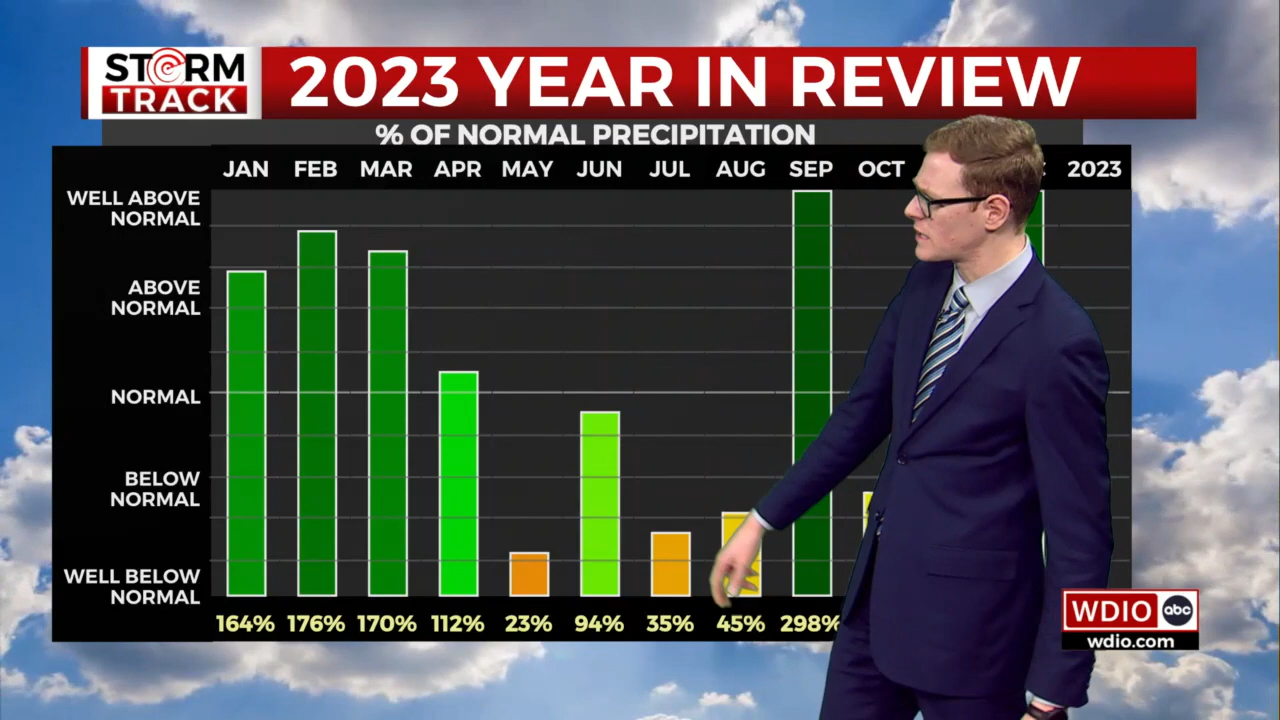 STORM
TRACK
2023 YEAR IN REVIEW
% OF NORMAL PRECIPITATION
JAN FEB MAR APR MAY JUN JUL AUG SEP OCT 2023
WELL ABOVE
NORMAL
ABOVE
NORMAL
NORMAL
BELOW
NORMAL
WELL BELOW
NORMAL
164% 176% 170% 112% 23% 94% 35% 45% 298%
WDIO abc
wdio.com